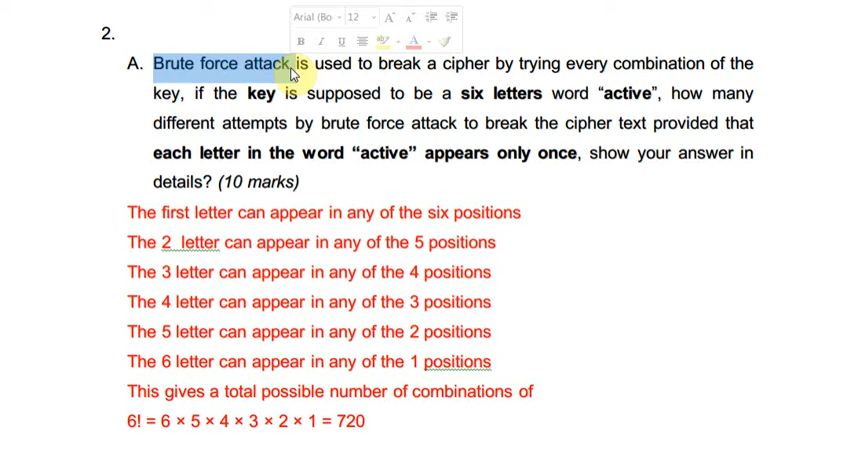 Arial (Bo 12 A A
B I U ab A
2.
A. Brute force attack is used to break a cipher by trying every combination of the
key, if the key is supposed to be a six letters word “active”, how many
different attempts by brute force attack to break the cipher text provided that
each letter in the word “active” appears only once, show your answer in
details? (10 marks)
The first letter can appear in any of the six positions
The 2 letter can appear in any of the 5 positions
The 3 letter can appear in any of the 4 positions
The 4 letter can appear in any of the 3 positions
The 5 letter can appear in any of the 2 positions
The 6 letter can appear in any of the 1 positions
This gives a total possible number of combinations of
6! = 6 × 5 × 4 × 3 × 2 × 1 = 720